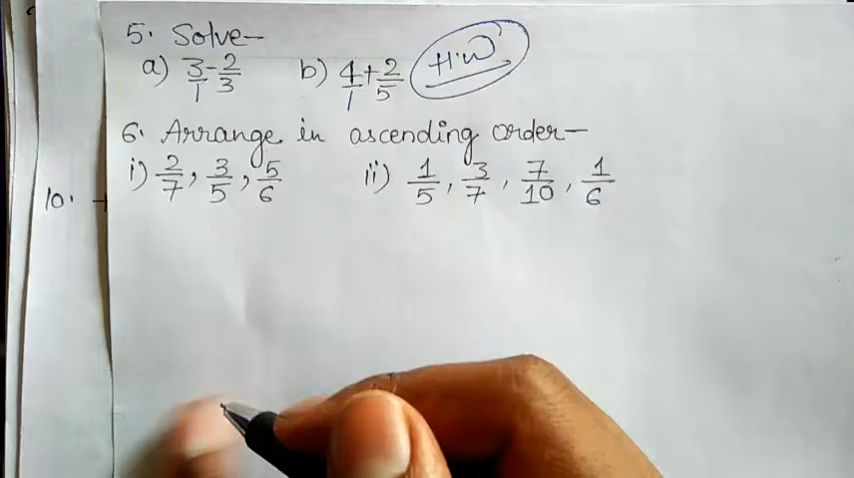 5. Solve-
a) 3/1 - 2/3 b) 4/1 + 2/5 H.W
6. Arrange in ascending order-
i) 2/7, 3/5, 5/6 ii) 1/5, 3/7, 7/10, 1/6
10.